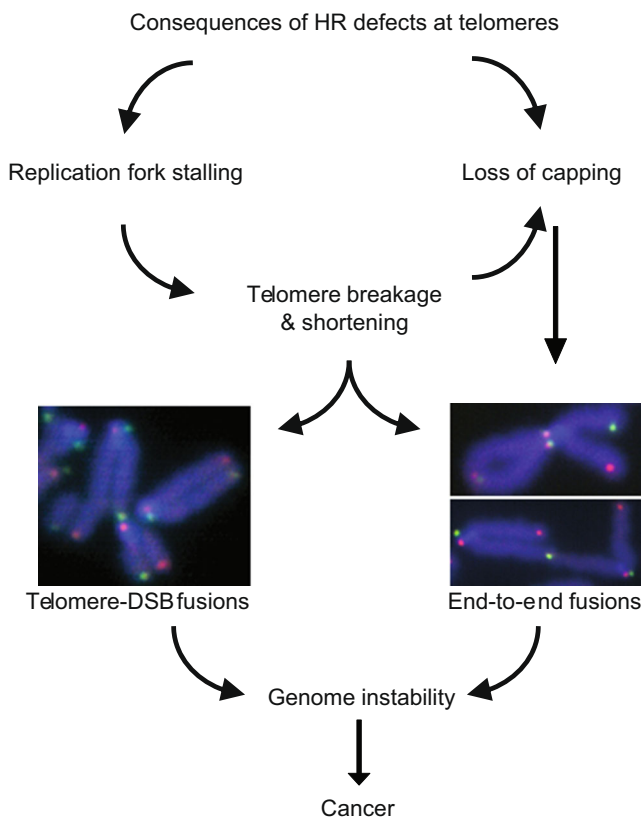 Consequences of HR defects at telomeres
Replication fork stalling
Loss of capping
Telomere breakage
& shortening
Telomere-DSB fusions
End-to-end fusions
Genome instability
Cancer